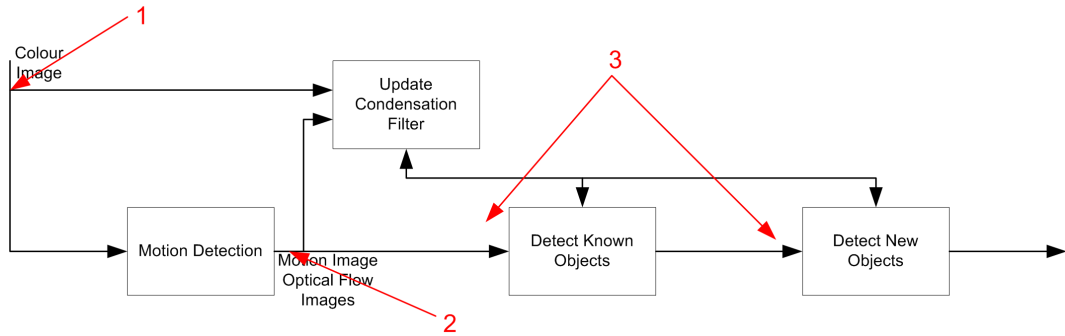 1
Colour
Image
3
Update
Condensation
Filter
Motion Detection
Detect Known
Objects
Detect New
Objects
Motion Image
Optical Flow
Images
2